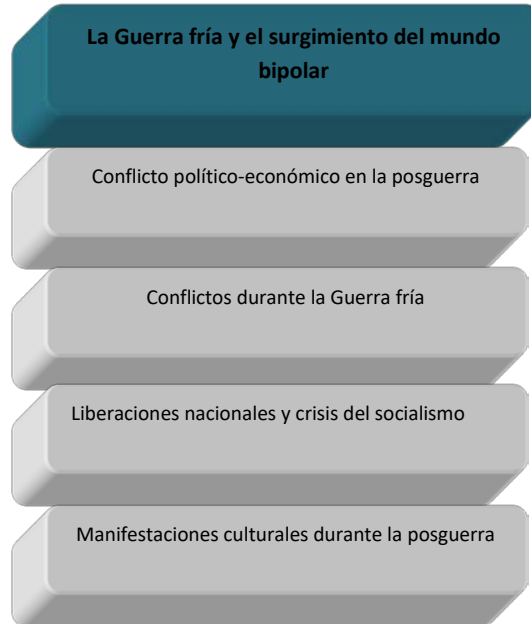 La Guerra fría y el surgimiento del mundo
bipolar
Conflicto político-económico en la posguerra
Conflictos durante la Guerra fría
Liberaciones nacionales y crisis del socialismo
Manifestaciones culturales durante la posguerra